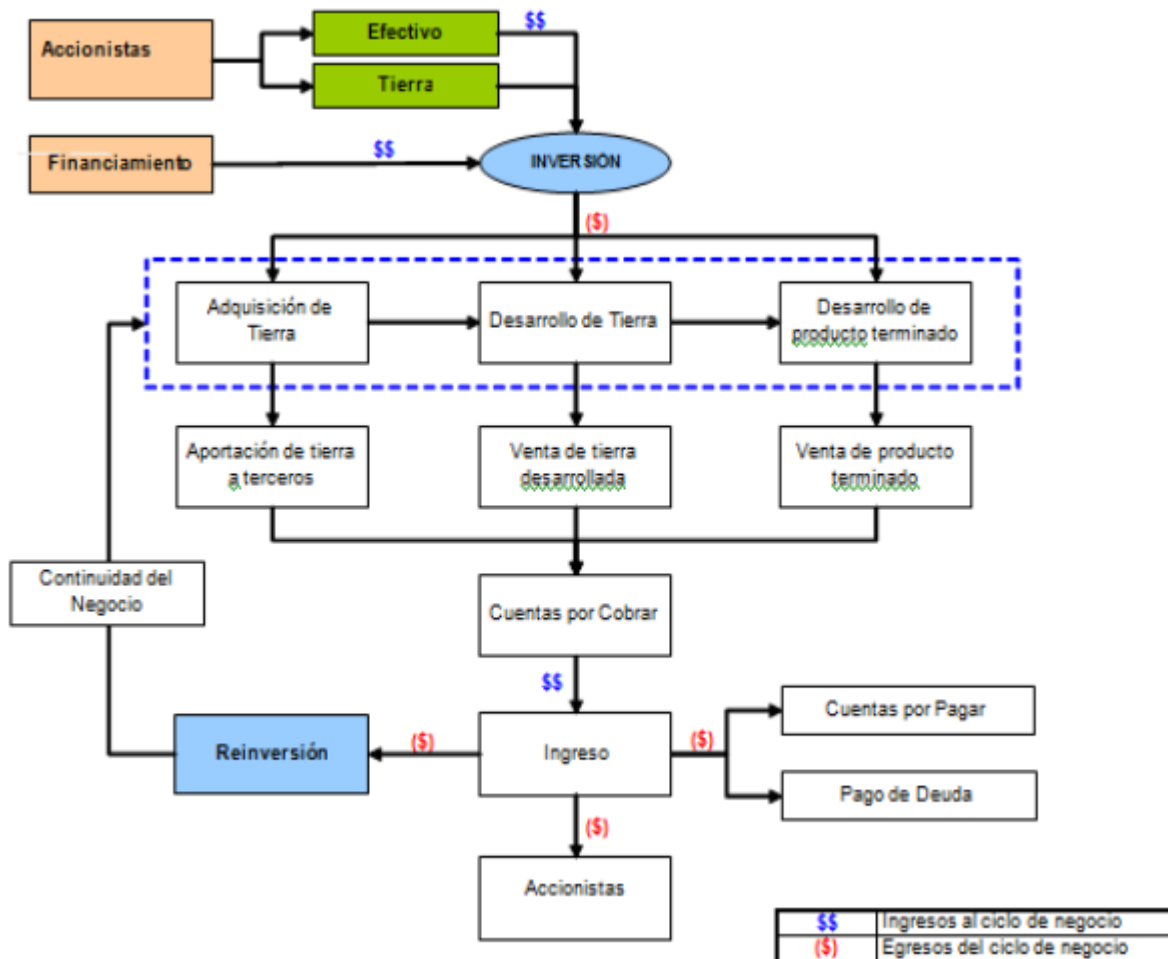 $$
Efectivo
Accionistas
Tierra
$$
Financiamiento
INVERSIÓN
($)
Adquisición de
Tierra
Desarrollo de Tierra
Desarrollo de
producto terminado
Aportación de tierra
a terceros
Venta de tierra
desarrollada
Venta de producto
terminado
Continuidad del
Negocio
Cuentas por Cobrar
$$
Cuentas por Pagar
Reinversión
($)
Ingreso
($)
Pago de Deuda
($)
Accionistas
$$ Ingresos al ciclo de negocio
($) Egresos del ciclo de negocio